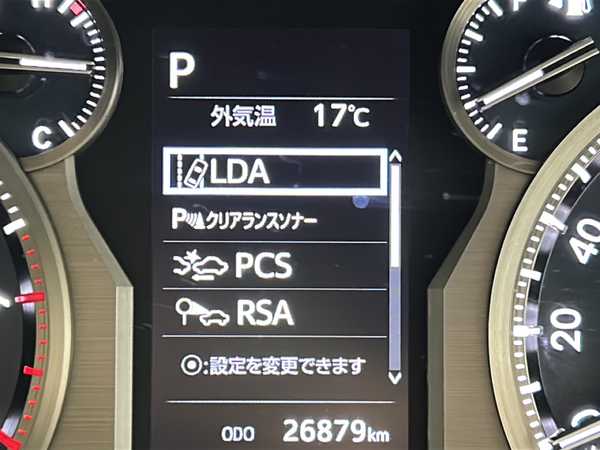 H
F
P
外気温 17℃
C
E
LDA
P クリアランスソナー
PCS
40
RSA
20
◎:設定を変更できます
ODO 26879km